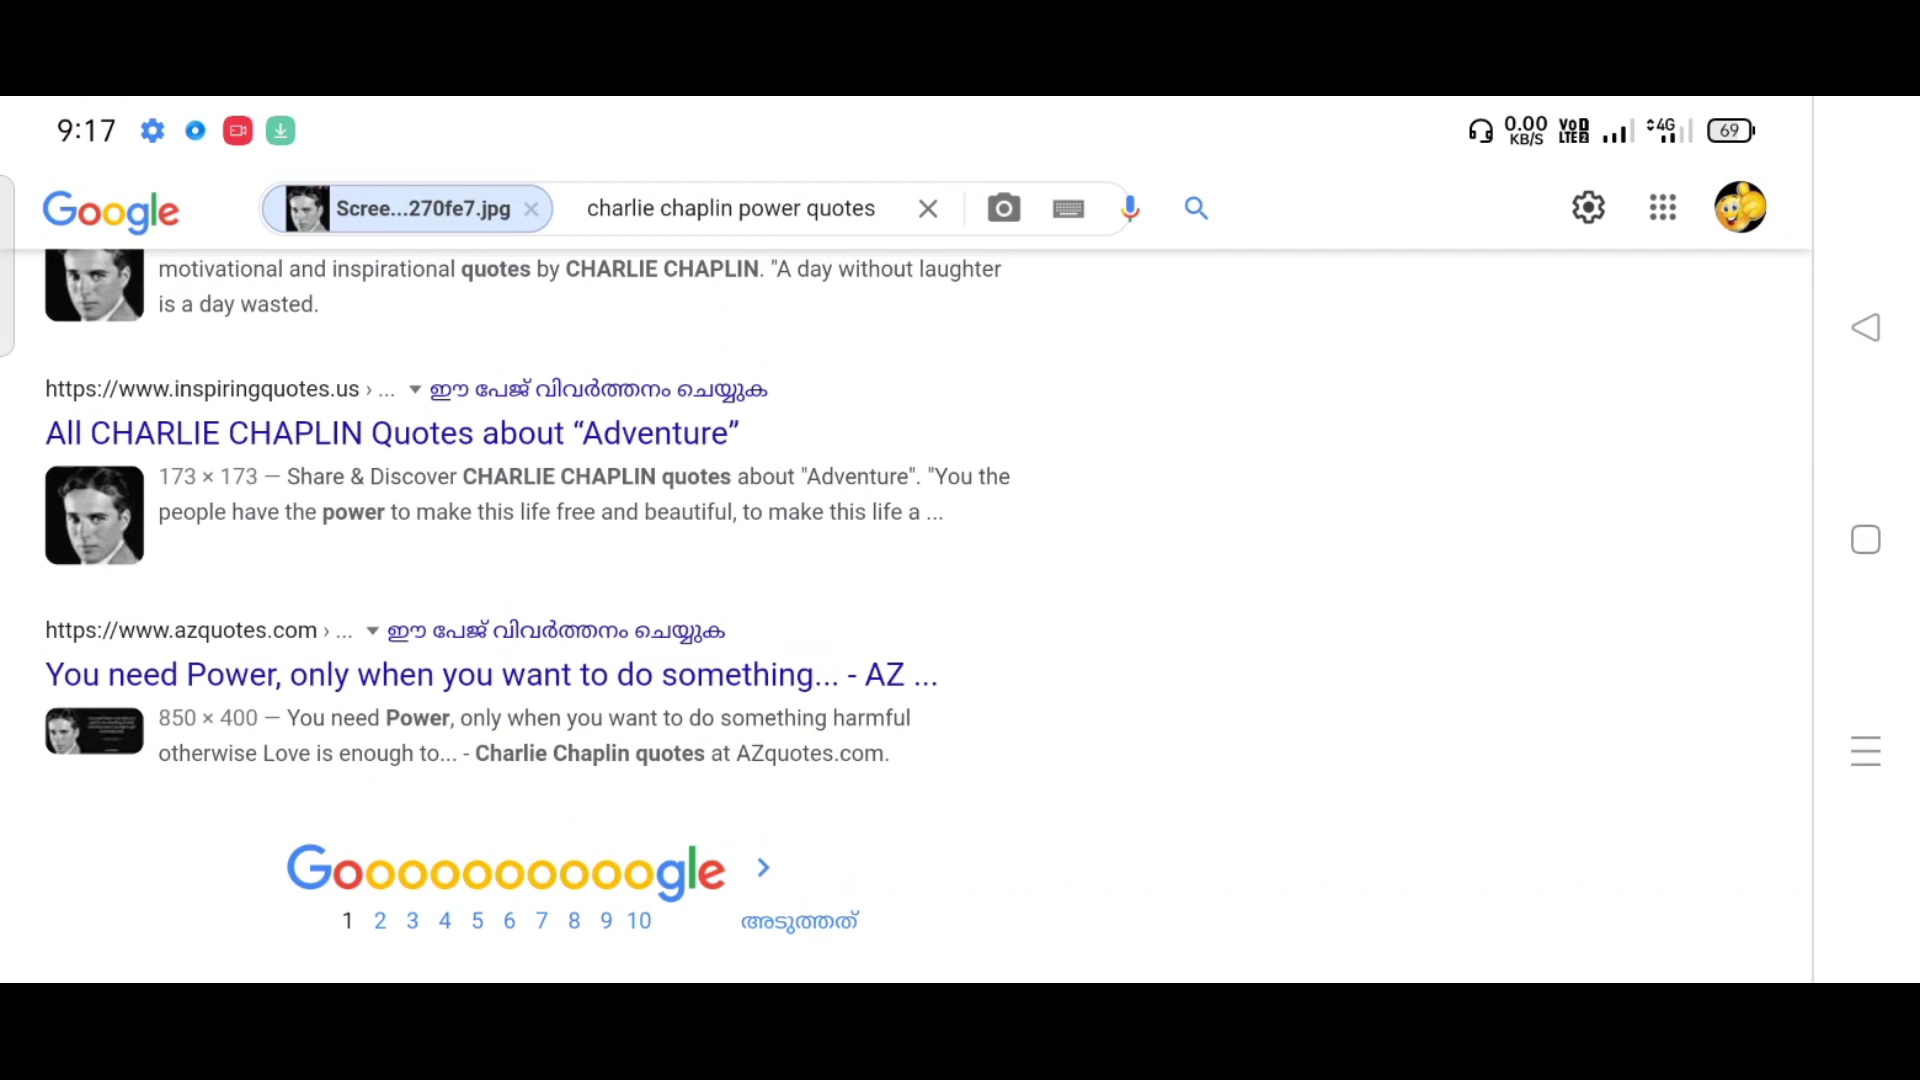 9:17 0.00 KB/S VoD LTE2 4G 69
Google Scree...270fe7.jpg charlie chaplin power quotes
motivational and inspirational quotes by CHARLIE CHAPLIN. "A day without laughter
is a day wasted.
https://www.inspiringquotes.us › ... ഈ പേജ് വിവർത്തനം ചെയ്യുക
All CHARLIE CHAPLIN Quotes about “Adventure”
173 × 173 — Share & Discover CHARLIE CHAPLIN quotes about "Adventure". "You the
people have the power to make this life free and beautiful, to make this life a ...
https://www.azquotes.com › ... ഈ പേജ് വിവർത്തനം ചെയ്യുക
You need Power, only when you want to do something... - AZ ...
850 × 400 — You need Power, only when you want to do something harmful
otherwise Love is enough to... - Charlie Chaplin quotes at AZquotes.com.
Goooooooooogle
1 2 3 4 5 6 7 8 9 10 അടുത്തത്